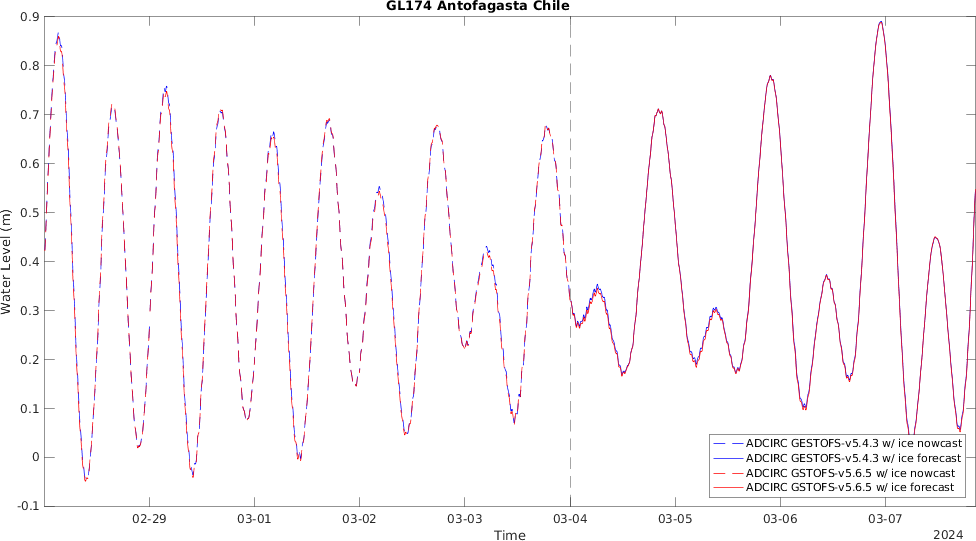 GL174 Antofagasta Chile
0.9
0.8
0.7
0.6
0.5
0.4
0.3
0.2
0.1
0
-0.1
Water Level (m)
02-29 03-01 03-02 03-03 03-04 03-05 03-06 03-07
Time
2024
ADCIRC GESTOFS-v5.4.3 w/ ice nowcast
ADCIRC GESTOFS-v5.4.3 w/ ice forecast
ADCIRC GSTOFS-v5.6.5 w/ ice nowcast
ADCIRC GSTOFS-v5.6.5 w/ ice forecast